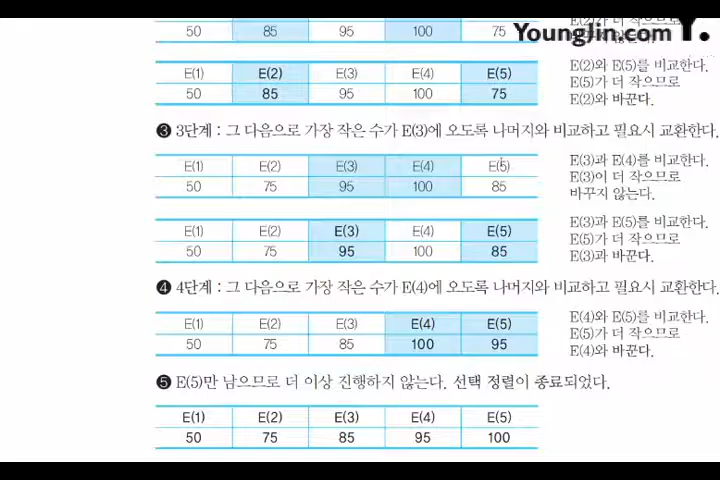 Younglin.com Y.
50 85 95 100 75
E(1) E(2) E(3) E(4) E(5)
50 85 95 100 75
E(2)와 E(5)를 비교한다.
E(5)가 더 작으므로
E(2)와 바꾼다.
❸ 3단계 : 그 다음으로 가장 작은 수가 E(3)에 오도록 나머지와 비교하고 필요시 교환한다.
E(1) E(2) E(3) E(4) E(5)
50 75 95 100 85
E(3)과 E(4)를 비교한다.
E(3)이 더 작으므로
바꾸지 않는다.
E(1) E(2) E(3) E(4) E(5)
50 75 95 100 85
E(3)과 E(5)를 비교한다.
E(5)가 더 작으므로
E(3)과 바꾼다.
❹ 4단계 : 그 다음으로 가장 작은 수가 E(4)에 오도록 나머지와 비교하고 필요시 교환한다.
E(1) E(2) E(3) E(4) E(5)
50 75 85 100 95
E(4)와 E(5)를 비교한다.
E(5)가 더 작으므로
E(4)와 바꾼다.
❺ E(5)만 남으므로 더 이상 진행하지 않는다. 선택 정렬이 종료되었다.
E(1) E(2) E(3) E(4) E(5)
50 75 85 95 100